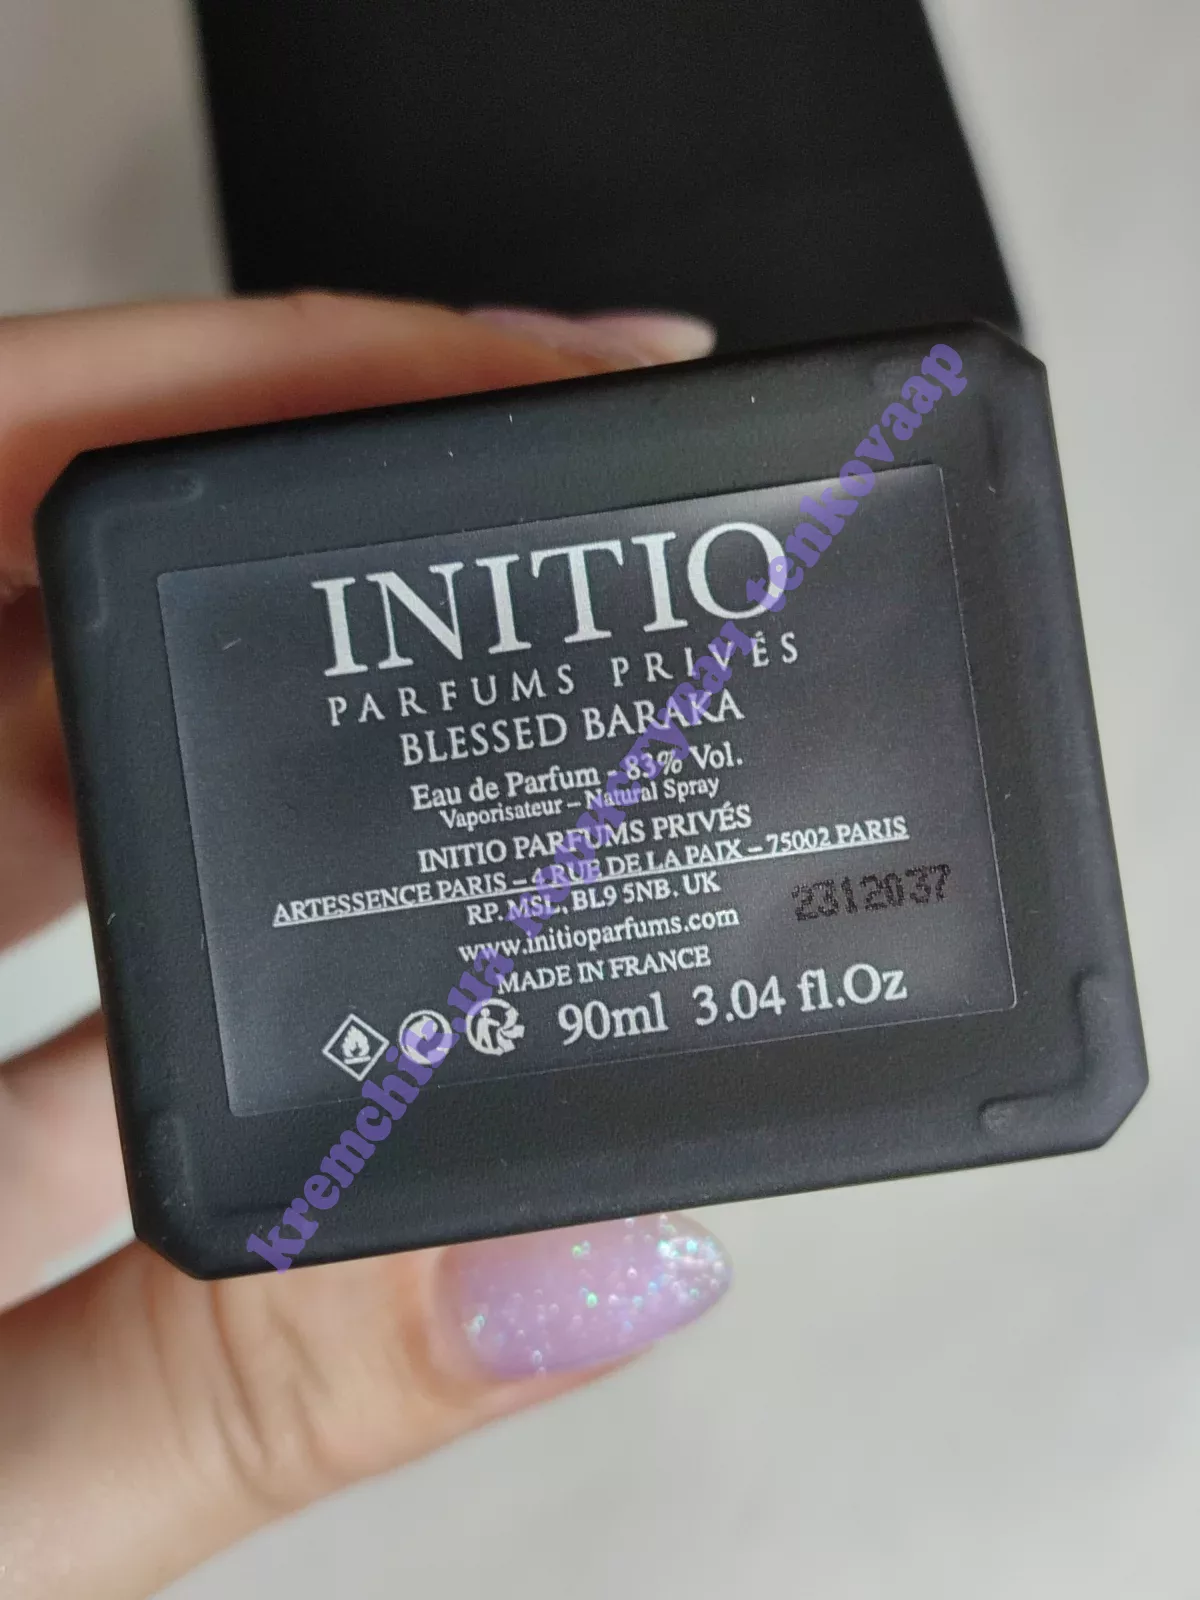 INITIO
PARFUMS PRIVÉS
BLESSED BARAKA
Eau de Parfum - 83% Vol.
Vaporisateur – Natural Spray
INITIO PARFUMS PRIVÉS
ARTESSENCE PARIS – 4 RUE DE LA PAIX – 75002 PARIS
RP. MSL, BL9 5NB, UK
www.initioparfums.com
MADE IN FRANCE
2312037
90ml 3.04 fl.Oz
kremchic.ua
tenkovaap